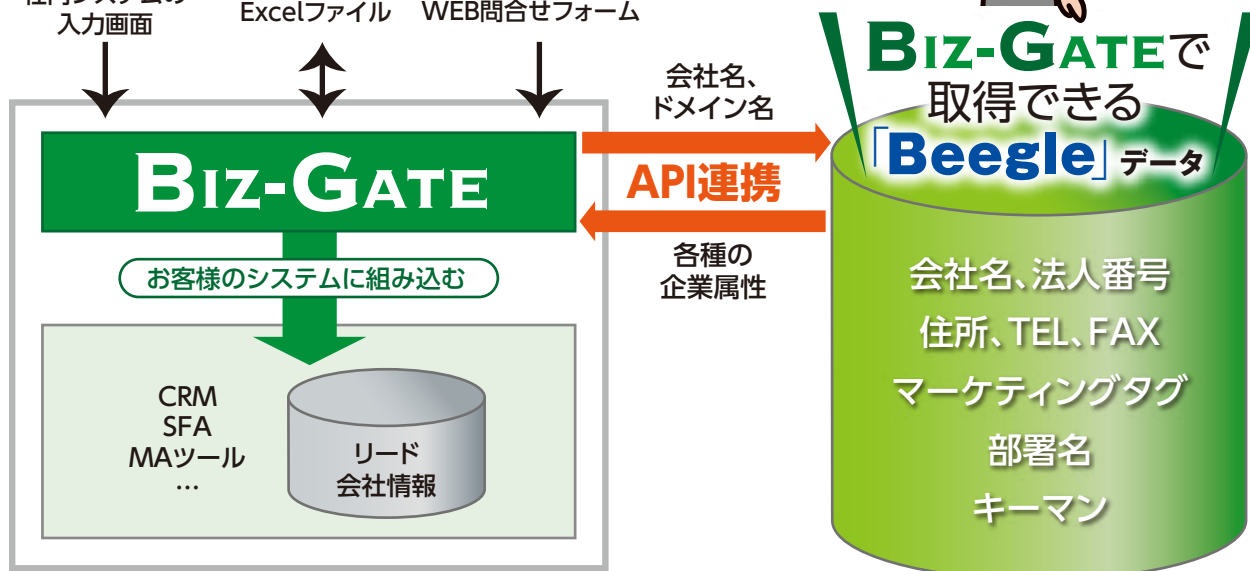 入力画面
Excelファイル
WEB問合せフォーム
BIZ-GATE
お客様のシステムに組み込む
CRM
SFA
MAツール
…
リード
会社情報
会社名、
ドメイン名
API連携
各種の
企業属性
BIZ-GATEで
取得できる
「Beegle」データ
会社名、法人番号
住所、TEL、FAX
マーケティングタグ
部署名
キーマン